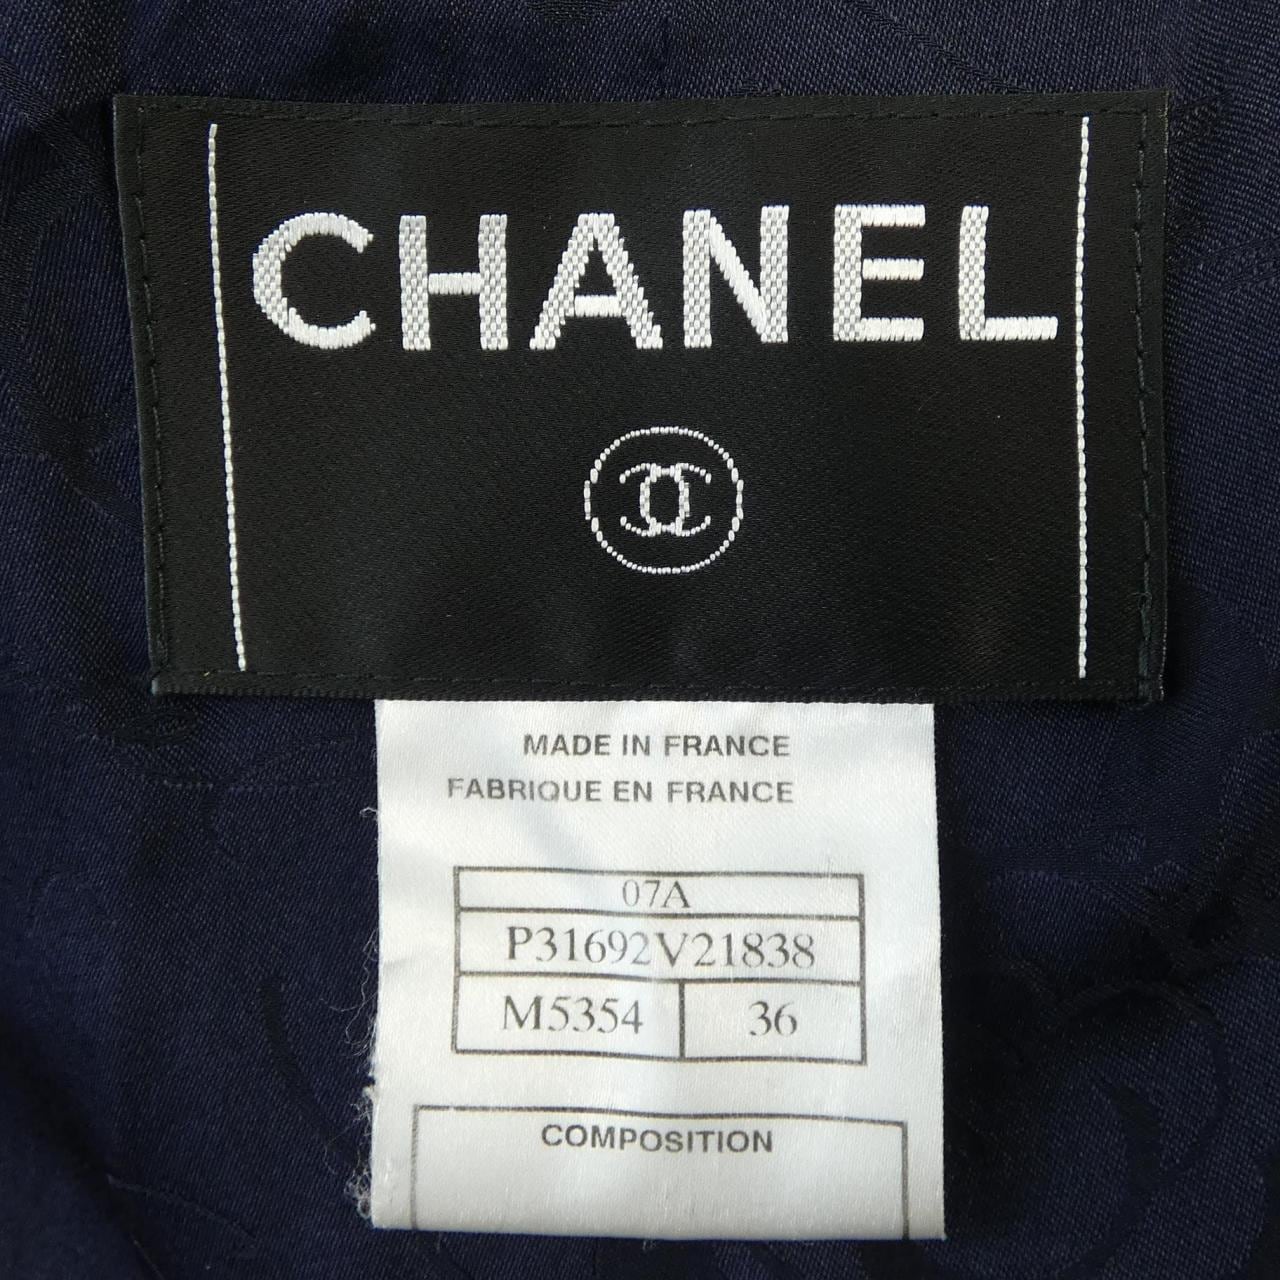 CHANEL
MADE IN FRANCE
FABRIQUE EN FRANCE
07A
P31692V21838
M5354 36
COMPOSITION